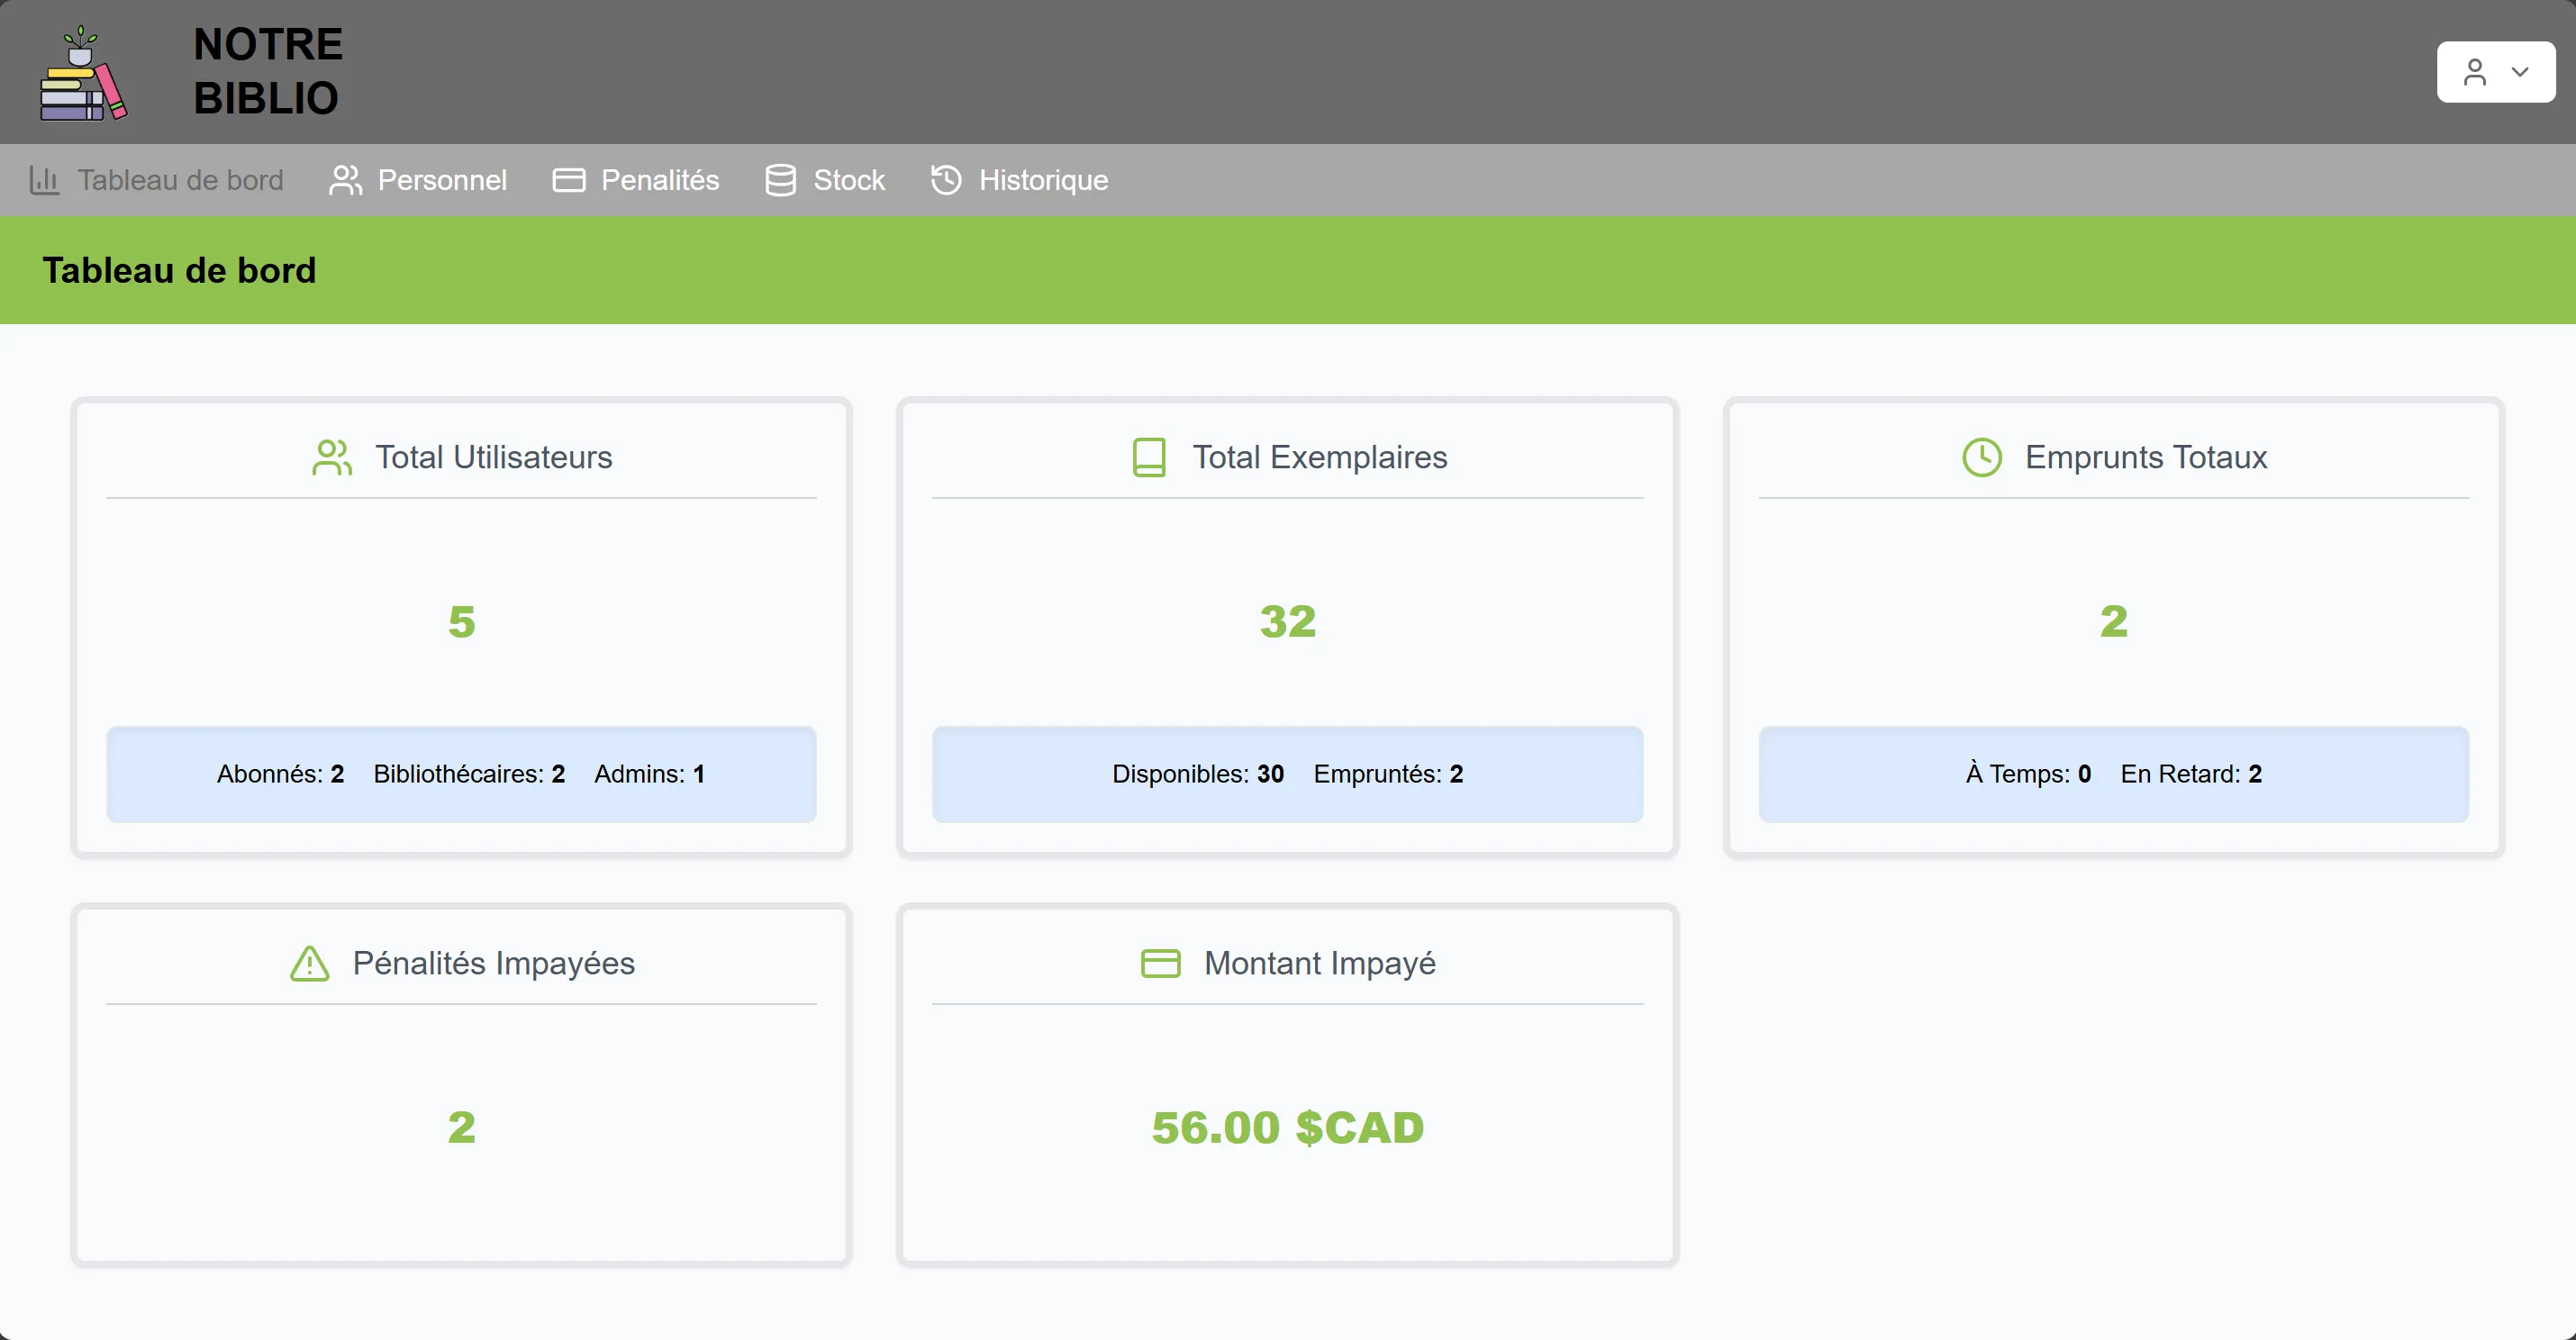 NOTRE
BIBLIO
Tableau de bord Personnel Penalités Stock Historique
Tableau de bord
Total Utilisateurs
5
Abonnés: 2 Bibliothécaires: 2 Admins: 1
Total Exemplaires
32
Disponibles: 30 Empruntés: 2
Emprunts Totaux
2
À Temps: 0 En Retard: 2
Pénalités Impayées
2
Montant Impayé
56.00 $CAD